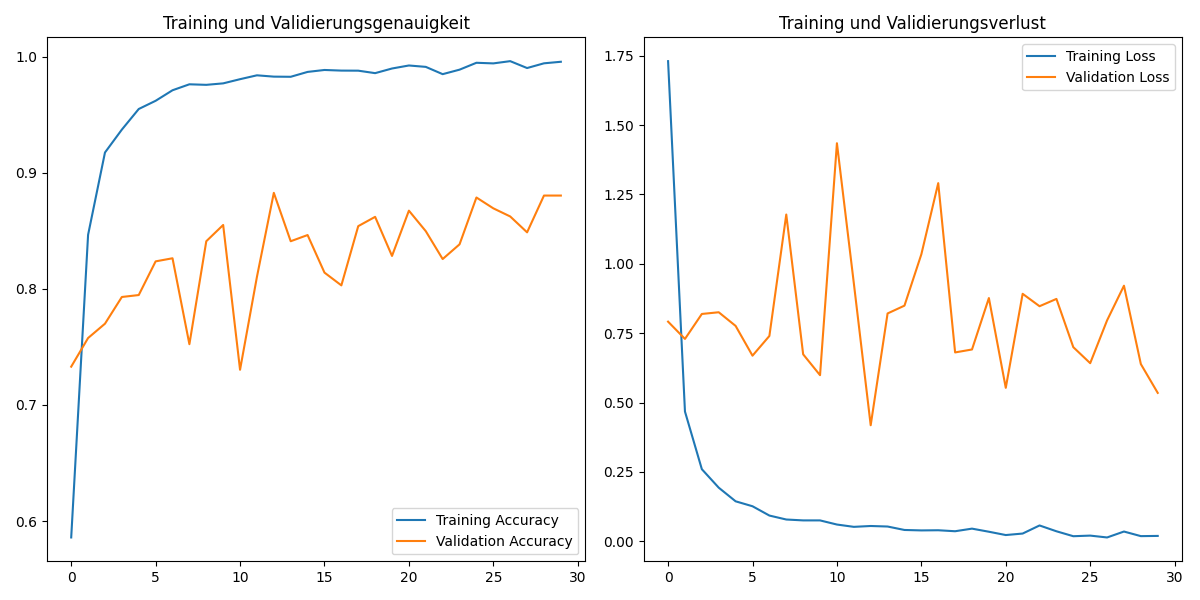 Training und Validierungsgenauigkeit
1.0
0.9
0.8
0.7
0.6
Training Accuracy
Validation Accuracy
0 5 10 15 20 25 30
Training und Validierungsverlust
Training Loss
Validation Loss
1.75
1.50
1.25
1.00
0.75
0.50
0.25
0.00
0 5 10 15 20 25 30